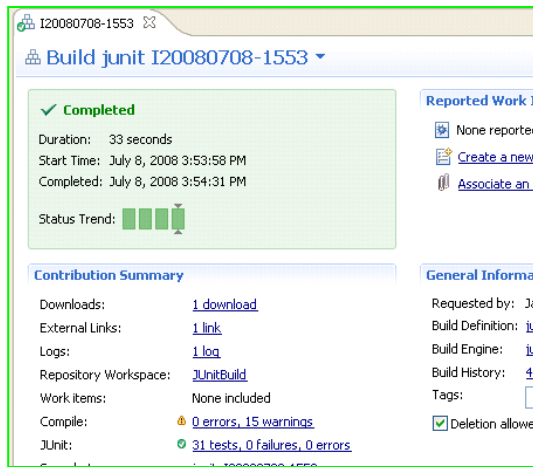 I20080708-1553
Build junit I20080708-1553
Completed
Duration: 33 seconds
Start Time: July 8, 2008 3:53:58 PM
Completed: July 8, 2008 3:54:31 PM
Status Trend:
Reported Work
None reported
Create a new
Associate an
Contribution Summary
Downloads: 1 download
External Links: 1 link
Logs: 1 log
Repository Workspace: JUnitBuild
Work items: None included
Compile: 0 errors, 15 warnings
JUnit: 31 tests, 0 failures, 0 errors
General
Requested by:
Build Definition:
Build Engine:
Build History: 4
Tags:
Deletion